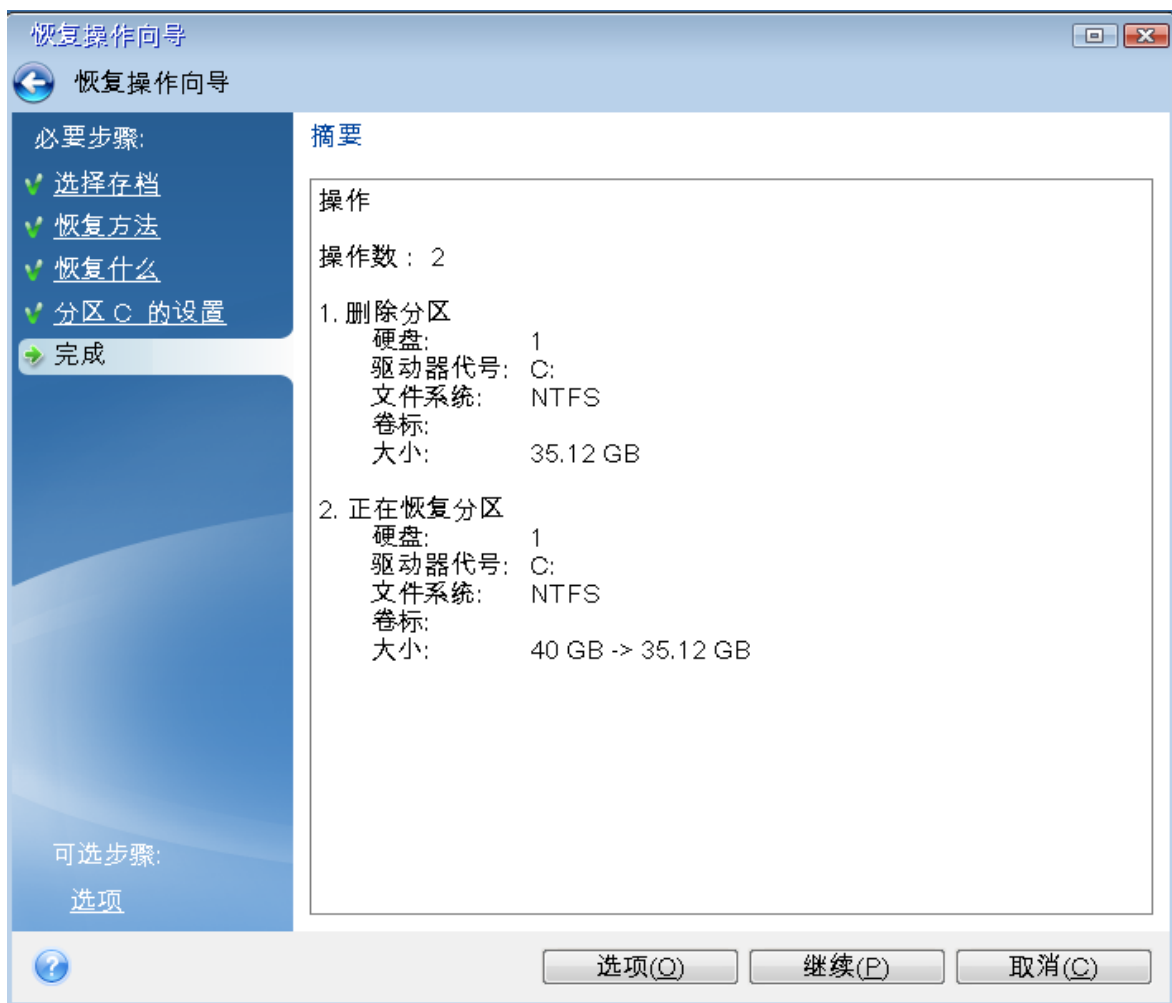 恢复操作向导
恢复操作向导
必要步骤:
选择存档
恢复方法
恢复什么
分区 C 的设置
完成
可选步骤:
选项
摘要
操作
操作数： 2
1. 删除分区
硬盘: 1
驱动器代号: C:
文件系统: NTFS
卷标:
大小: 35.12 GB
2. 正在恢复分区
硬盘: 1
驱动器代号: C:
文件系统: NTFS
卷标:
大小: 40 GB -> 35.12 GB
?
选项(O) 继续(P) 取消(C)